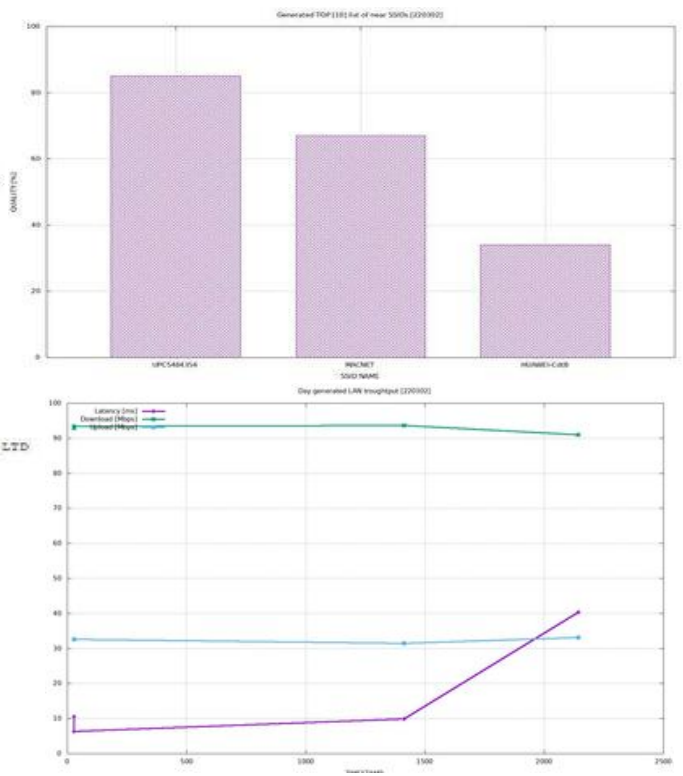 Generated TOP [10] list of near SSIDs [220302]
100
80
60
40
20
0
QUALITY [%]
UPC5484354 MACNET HUAWEI-Cdt8
SSID NAME
Day generated LAN troughtput [220302]
Latency [ms]
Download [Mbps]
Upload [Mbps]
LTD
100
90
80
70
60
50
40
30
20
10
0
0 500 1000 1500 2000 2500
TIMESTAMP